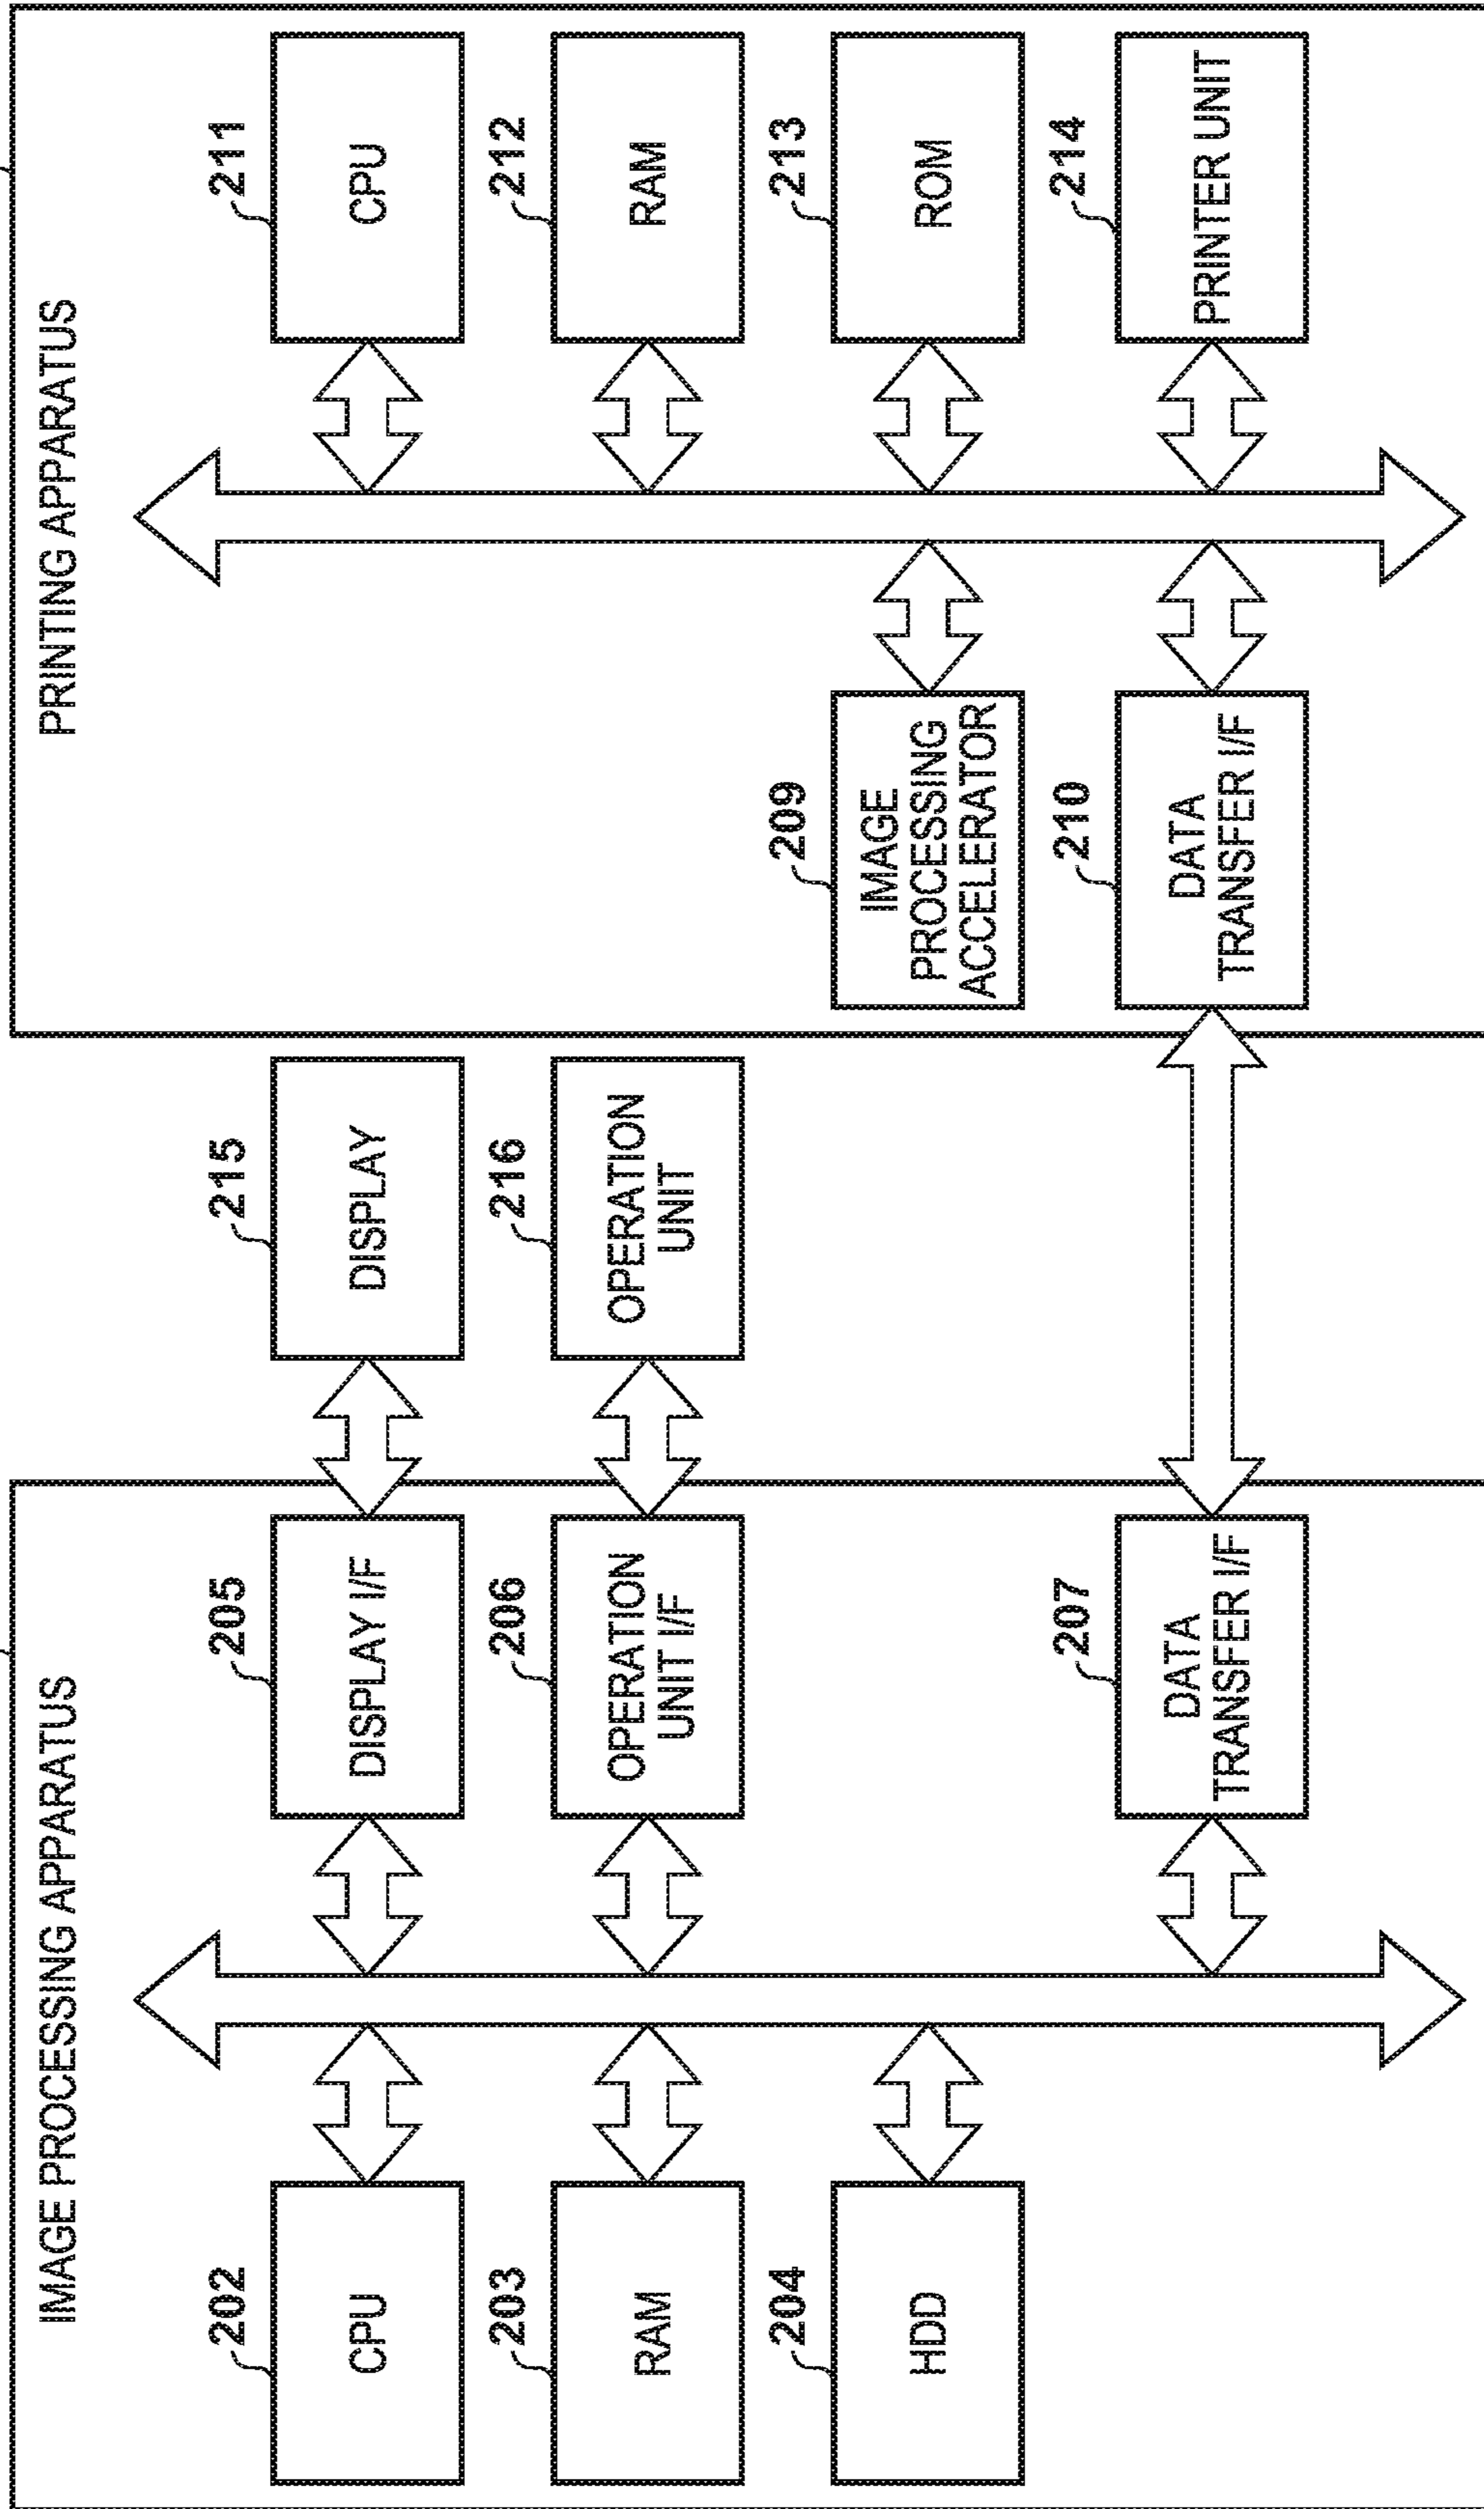 IMAGE PROCESSING APPARATUS
202
CPU
203
RAM
204
HDD
205
DISPLAY I/F
206
OPERATION
UNIT I/F
207
DATA
TRANSFER I/F
215
DISPLAY
216
OPERATION
UNIT
PRINTING APPARATUS
209
IMAGE
PROCESSING
ACCELERATOR
210
DATA
TRANSFER I/F
211
CPU
212
RAM
213
ROM
214
PRINTER UNIT